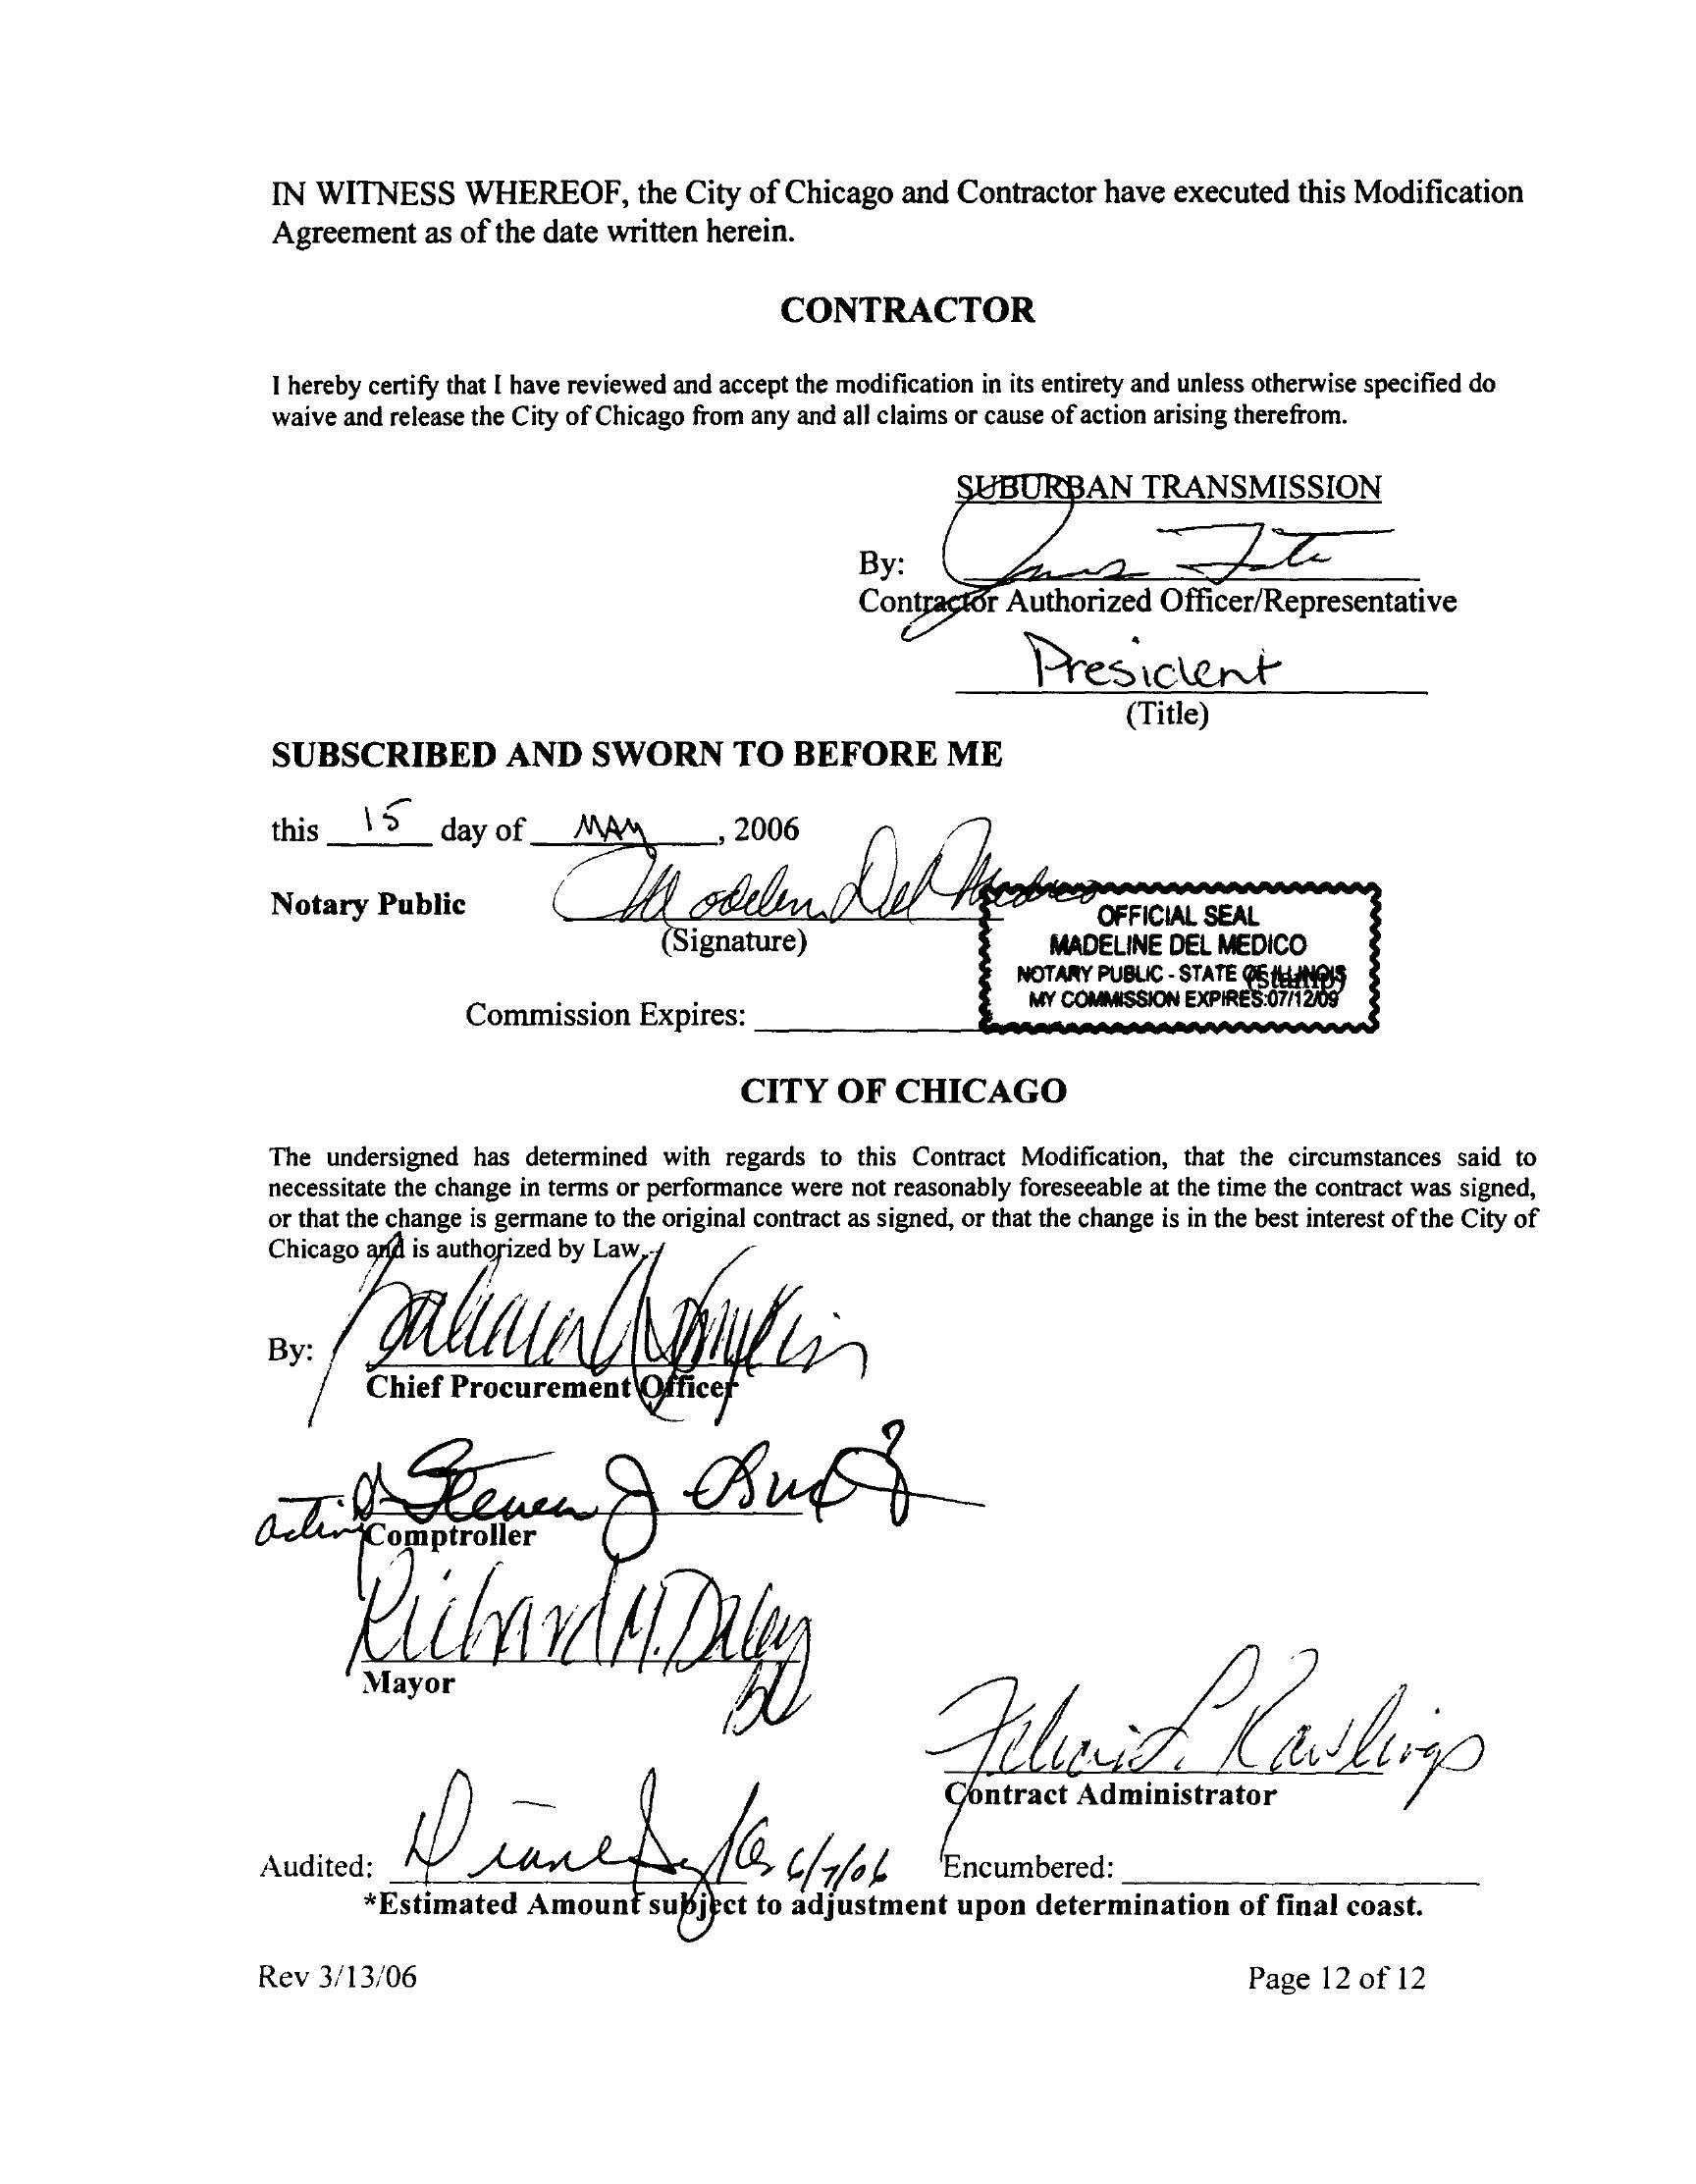 IN WITNESS WHEREOF, the City of Chicago and Contractor have executed this Modification
Agreement as of the date written herein.
CONTRACTOR
I hereby certify that I have reviewed and accept the modification in its entirety and unless otherwise specified do
waive and release the City of Chicago from any and all claims or cause of action arising therefrom.
SUBURBAN TRANSMISSION
By:
Contractor Authorized Officer/Representative
President
(Title)
SUBSCRIBED AND SWORN TO BEFORE ME
this 15 day of MAY, 2006
Notary Public Madeline Del Medico
(Signature)
OFFICIAL SEAL
MADELINE DEL MEDICO
NOTARY PUBLIC - STATE OF ILLINOIS
MY COMMISSION EXPIRES:07/12/09
(Stamp)
Commission Expires:
CITY OF CHICAGO
The undersigned has determined with regards to this Contract Modification, that the circumstances said to
necessitate the change in terms or performance were not reasonably foreseeable at the time the contract was signed,
or that the change is germane to the original contract as signed, or that the change is in the best interest of the City of
Chicago and is authorized by Law.
By:
Chief Procurement Officer
acting Steven J
Comptroller
Richard M. Daley
Mayor
Rawlings
Contract Administrator
Audited: Diane 6/7/06 Encumbered:
*Estimated Amount subject to adjustment upon determination of final coast.
Rev 3/13/06 Page 12 of 12